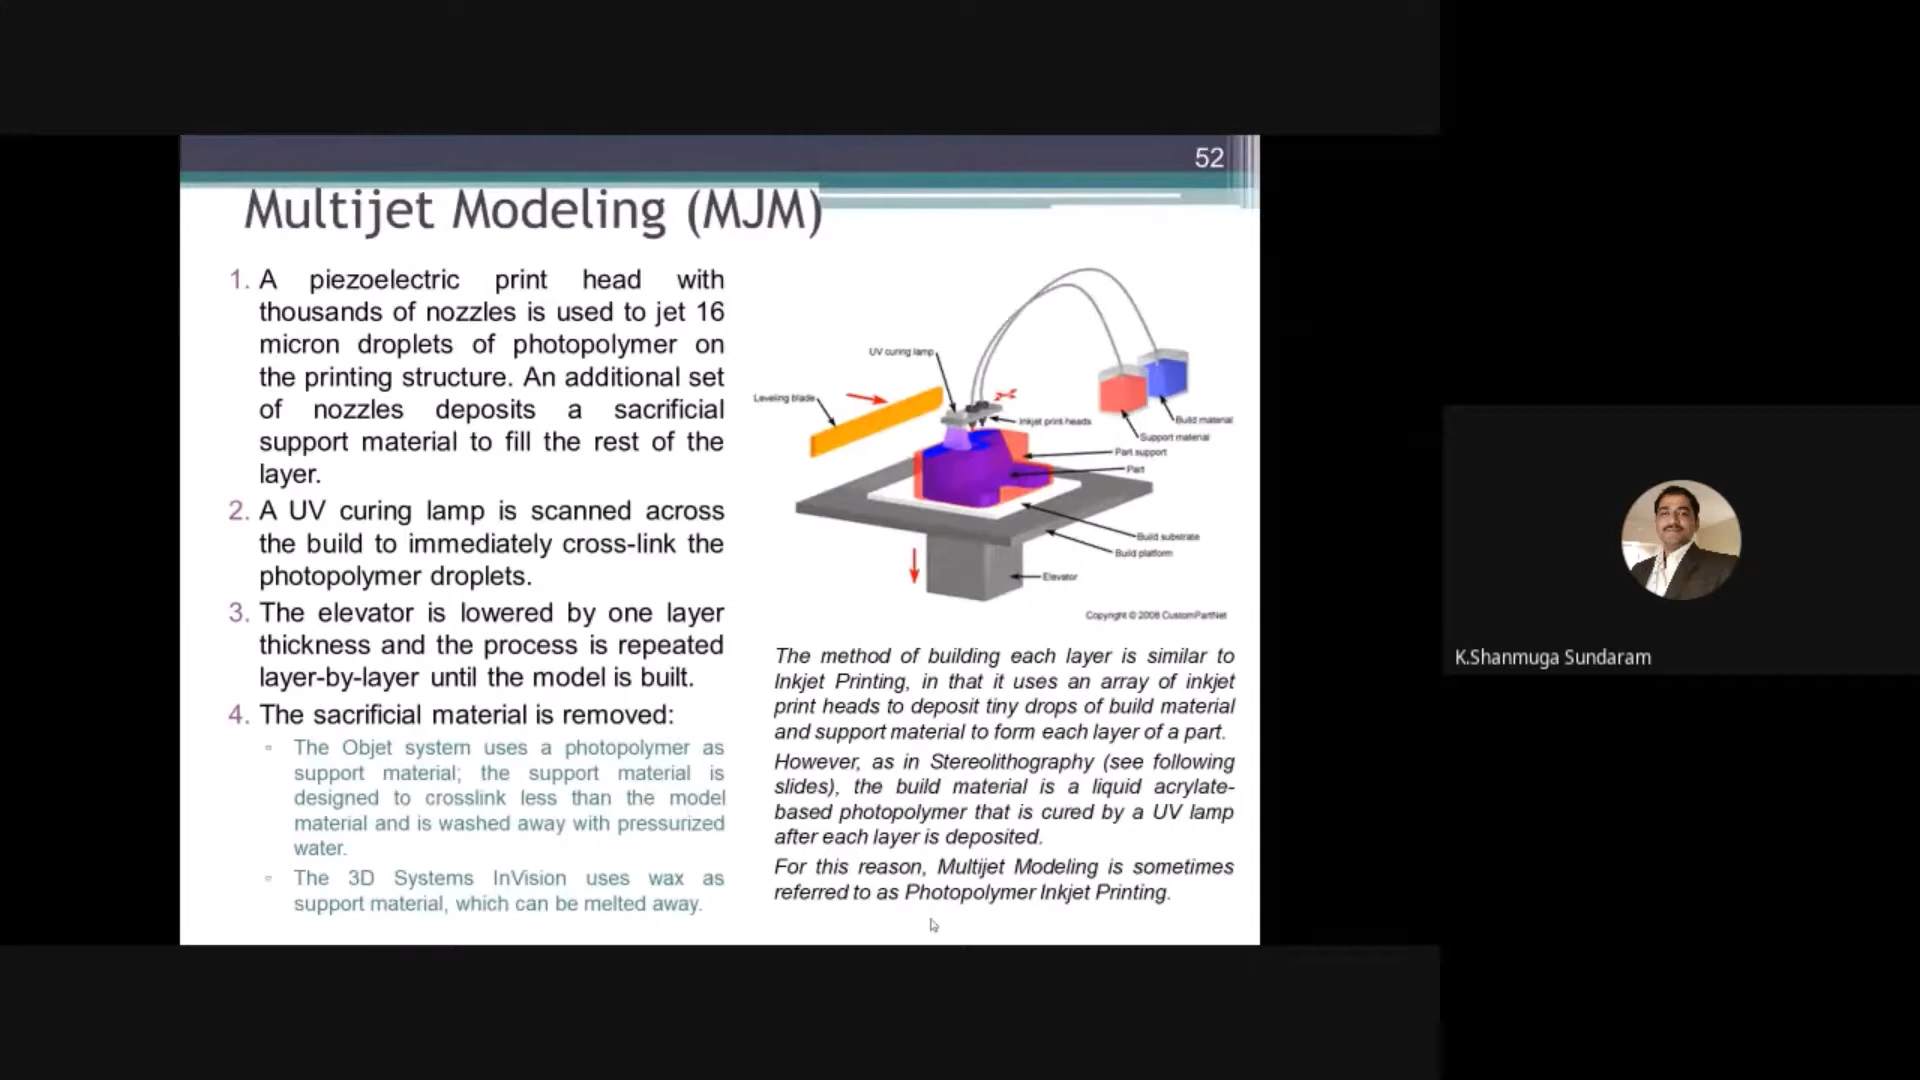 52
Multijet Modeling (MJM)
1. A piezoelectric print head with
thousands of nozzles is used to jet 16
micron droplets of photopolymer on
the printing structure. An additional set
of nozzles deposits a sacrificial
support material to fill the rest of the
layer.
2. A UV curing lamp is scanned across
the build to immediately cross-link the
photopolymer droplets.
3. The elevator is lowered by one layer
thickness and the process is repeated
layer-by-layer until the model is built.
4. The sacrificial material is removed:
▫ The Objet system uses a photopolymer as
support material; the support material is
designed to crosslink less than the model
material and is washed away with pressurized
water.
▫ The 3D Systems InVision uses wax as
support material, which can be melted away.
UV curing lamp
Leveling blade
Inkjet print heads
Build material
Support material
Part support
Part
Build substrate
Build platform
Elevator
Copyright © 2008 CustomPartNet
The method of building each layer is similar to
Inkjet Printing, in that it uses an array of inkjet
print heads to deposit tiny drops of build material
and support material to form each layer of a part.
However, as in Stereolithography (see following
slides), the build material is a liquid acrylate-
based photopolymer that is cured by a UV lamp
after each layer is deposited.
For this reason, Multijet Modeling is sometimes
referred to as Photopolymer Inkjet Printing.
K.Shanmuga Sundaram